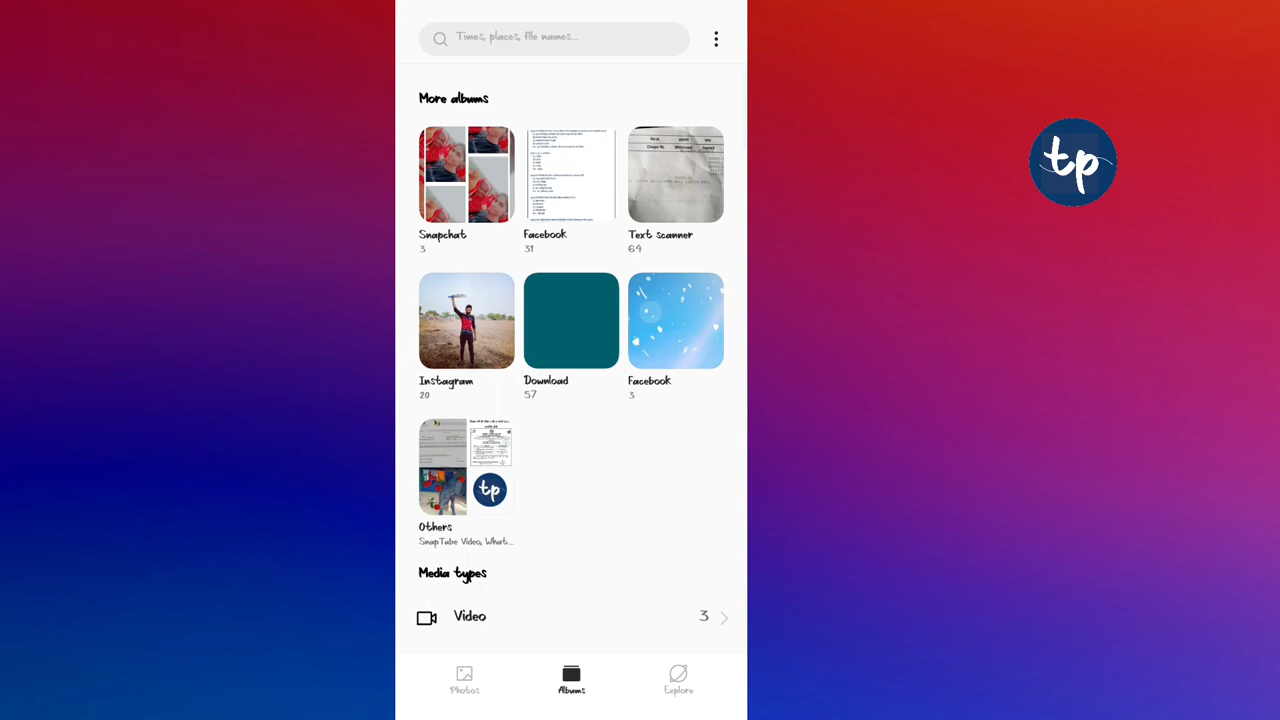 Times, places, file names...
More albums
Snapchat
Facebook
Text scanner
3
31
64
Instagram
Download
Facebook
20
57
3
Others
SnapTube Video, What...
Media types
Video
3
Photos
Albums
Explore
tp
tp